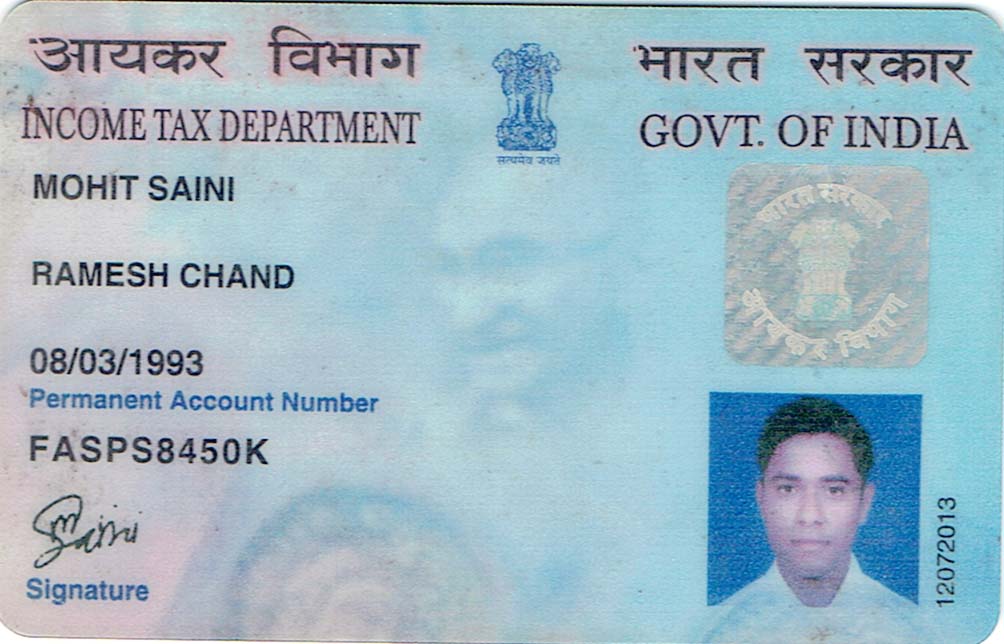 आयकर विभाग
INCOME TAX DEPARTMENT
सत्यमेव जयते
भारत सरकार
GOVT. OF INDIA
MOHIT SAINI
RAMESH CHAND
08/03/1993
Permanent Account Number
FASPS8450K
Saini
Signature
भारत सरकार
आयकर विभाग
12072013